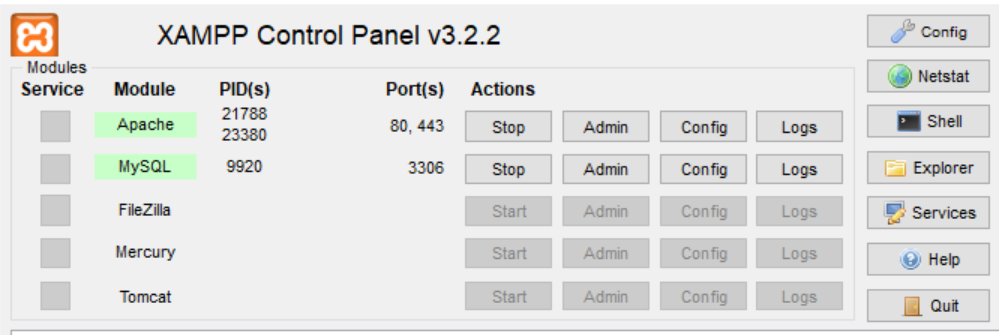 XAMPP Control Panel v3.2.2
Modules
Service Module PID(s) Port(s) Actions
Apache 21788 23380 80, 443 Stop Admin Config Logs
MySQL 9920 3306 Stop Admin Config Logs
FileZilla Start Admin Config Logs
Mercury Start Admin Config Logs
Tomcat Start Admin Config Logs
Config
Netstat
Shell
Explorer
Services
Help
Quit